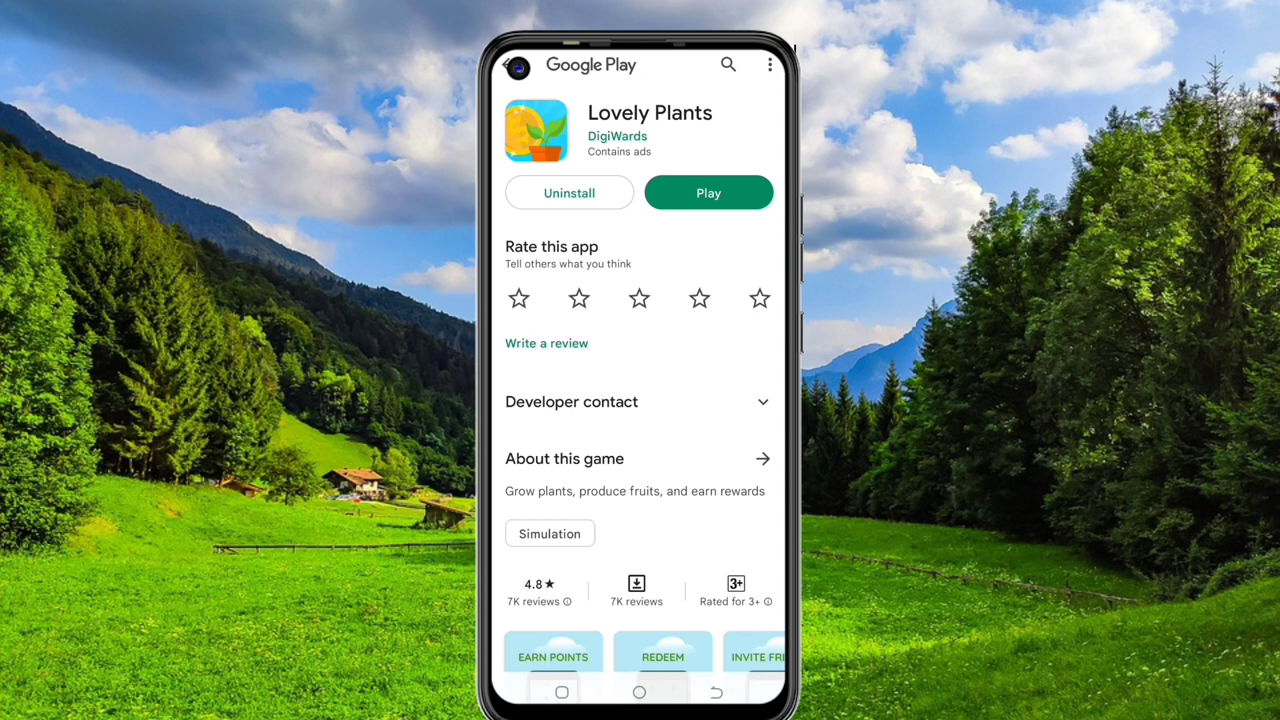 Google Play
Lovely Plants
DigiWards
Contains ads
Uninstall
Play
Rate this app
Tell others what you think
Write a review
Developer contact
About this game
Grow plants, produce fruits, and earn rewards
Simulation
4.8★
7K reviews
7K reviews
3+
Rated for 3+
EARN POINTS
REDEEM
INVITE FRI